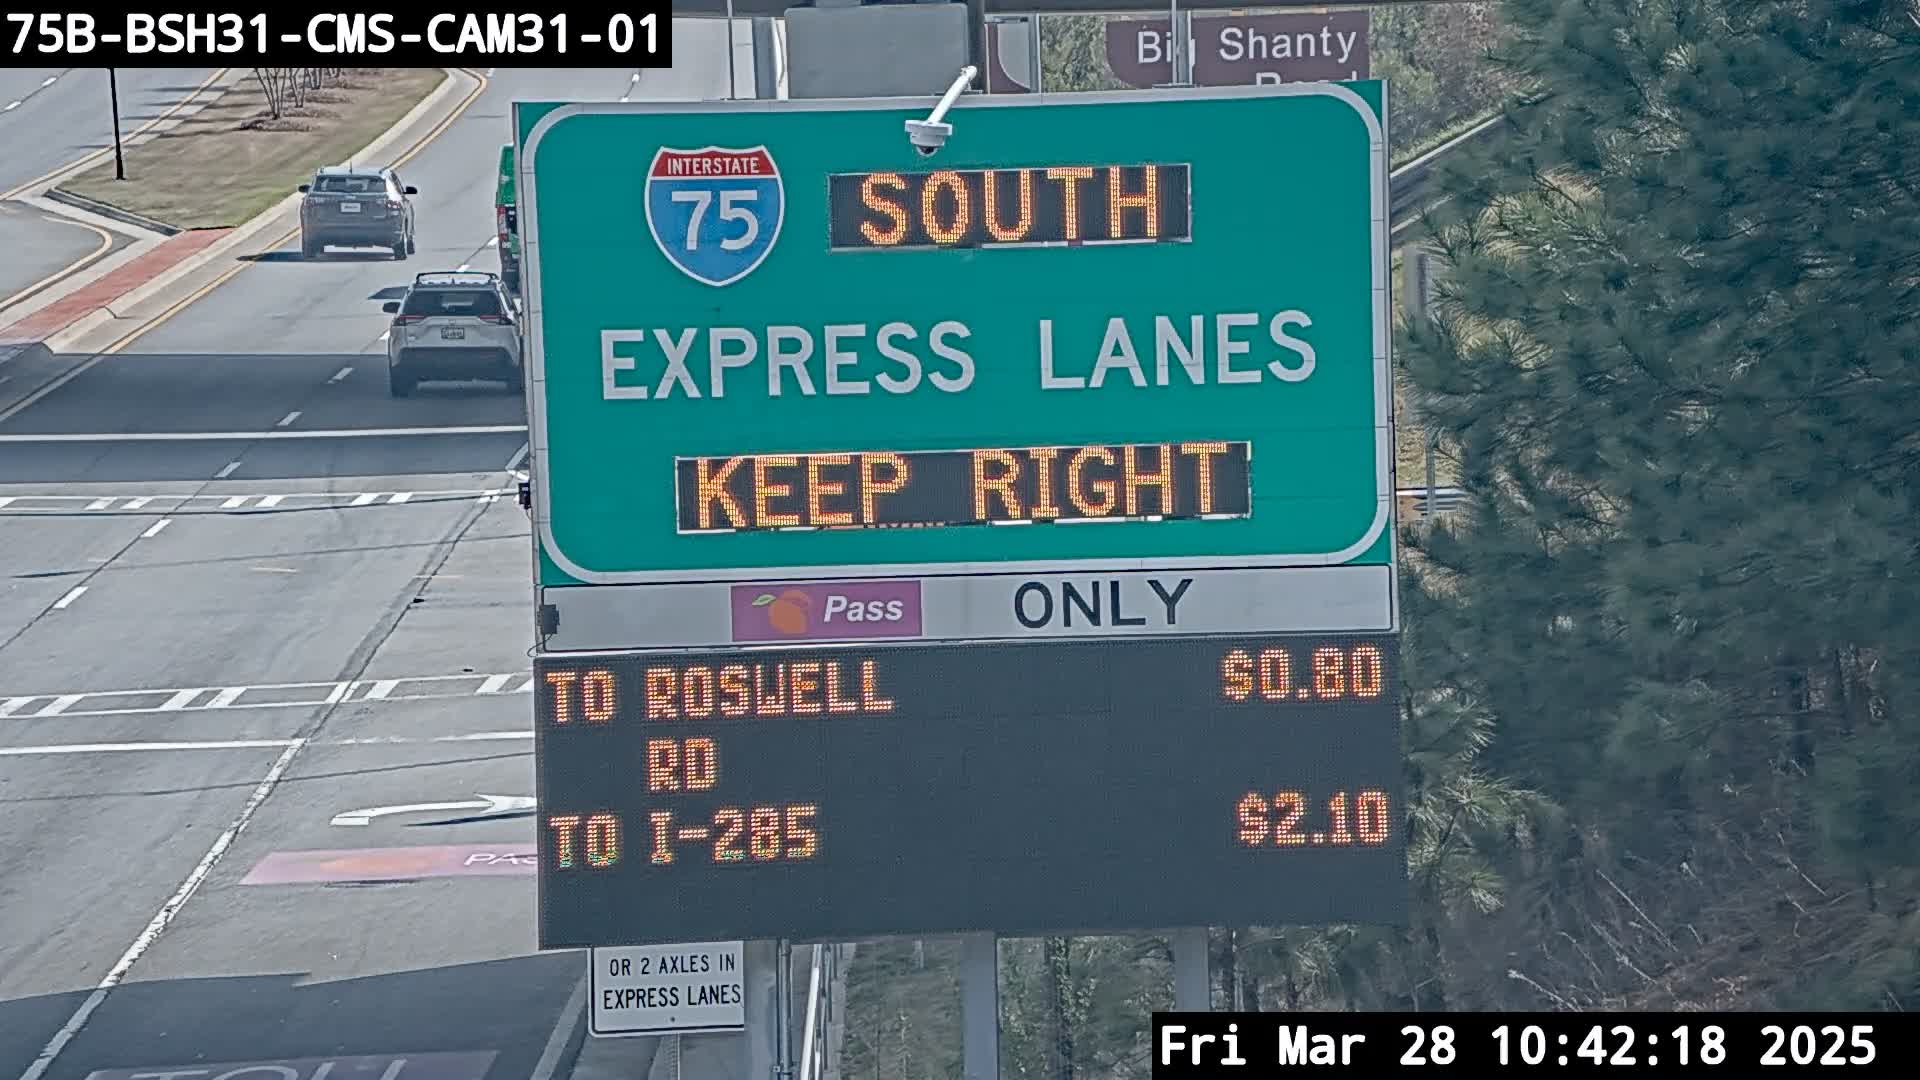 75B-BSH31-CMS-CAM31-01
Big Shanty
Road
INTERSTATE
75
SOUTH
EXPRESS LANES
KEEP RIGHT
Pass ONLY
TO ROSWELL $0.80
RD
TO I-285 $2.10
OR 2 AXLES IN
EXPRESS LANES
TOLL
Fri Mar 28 10:42:18 2025